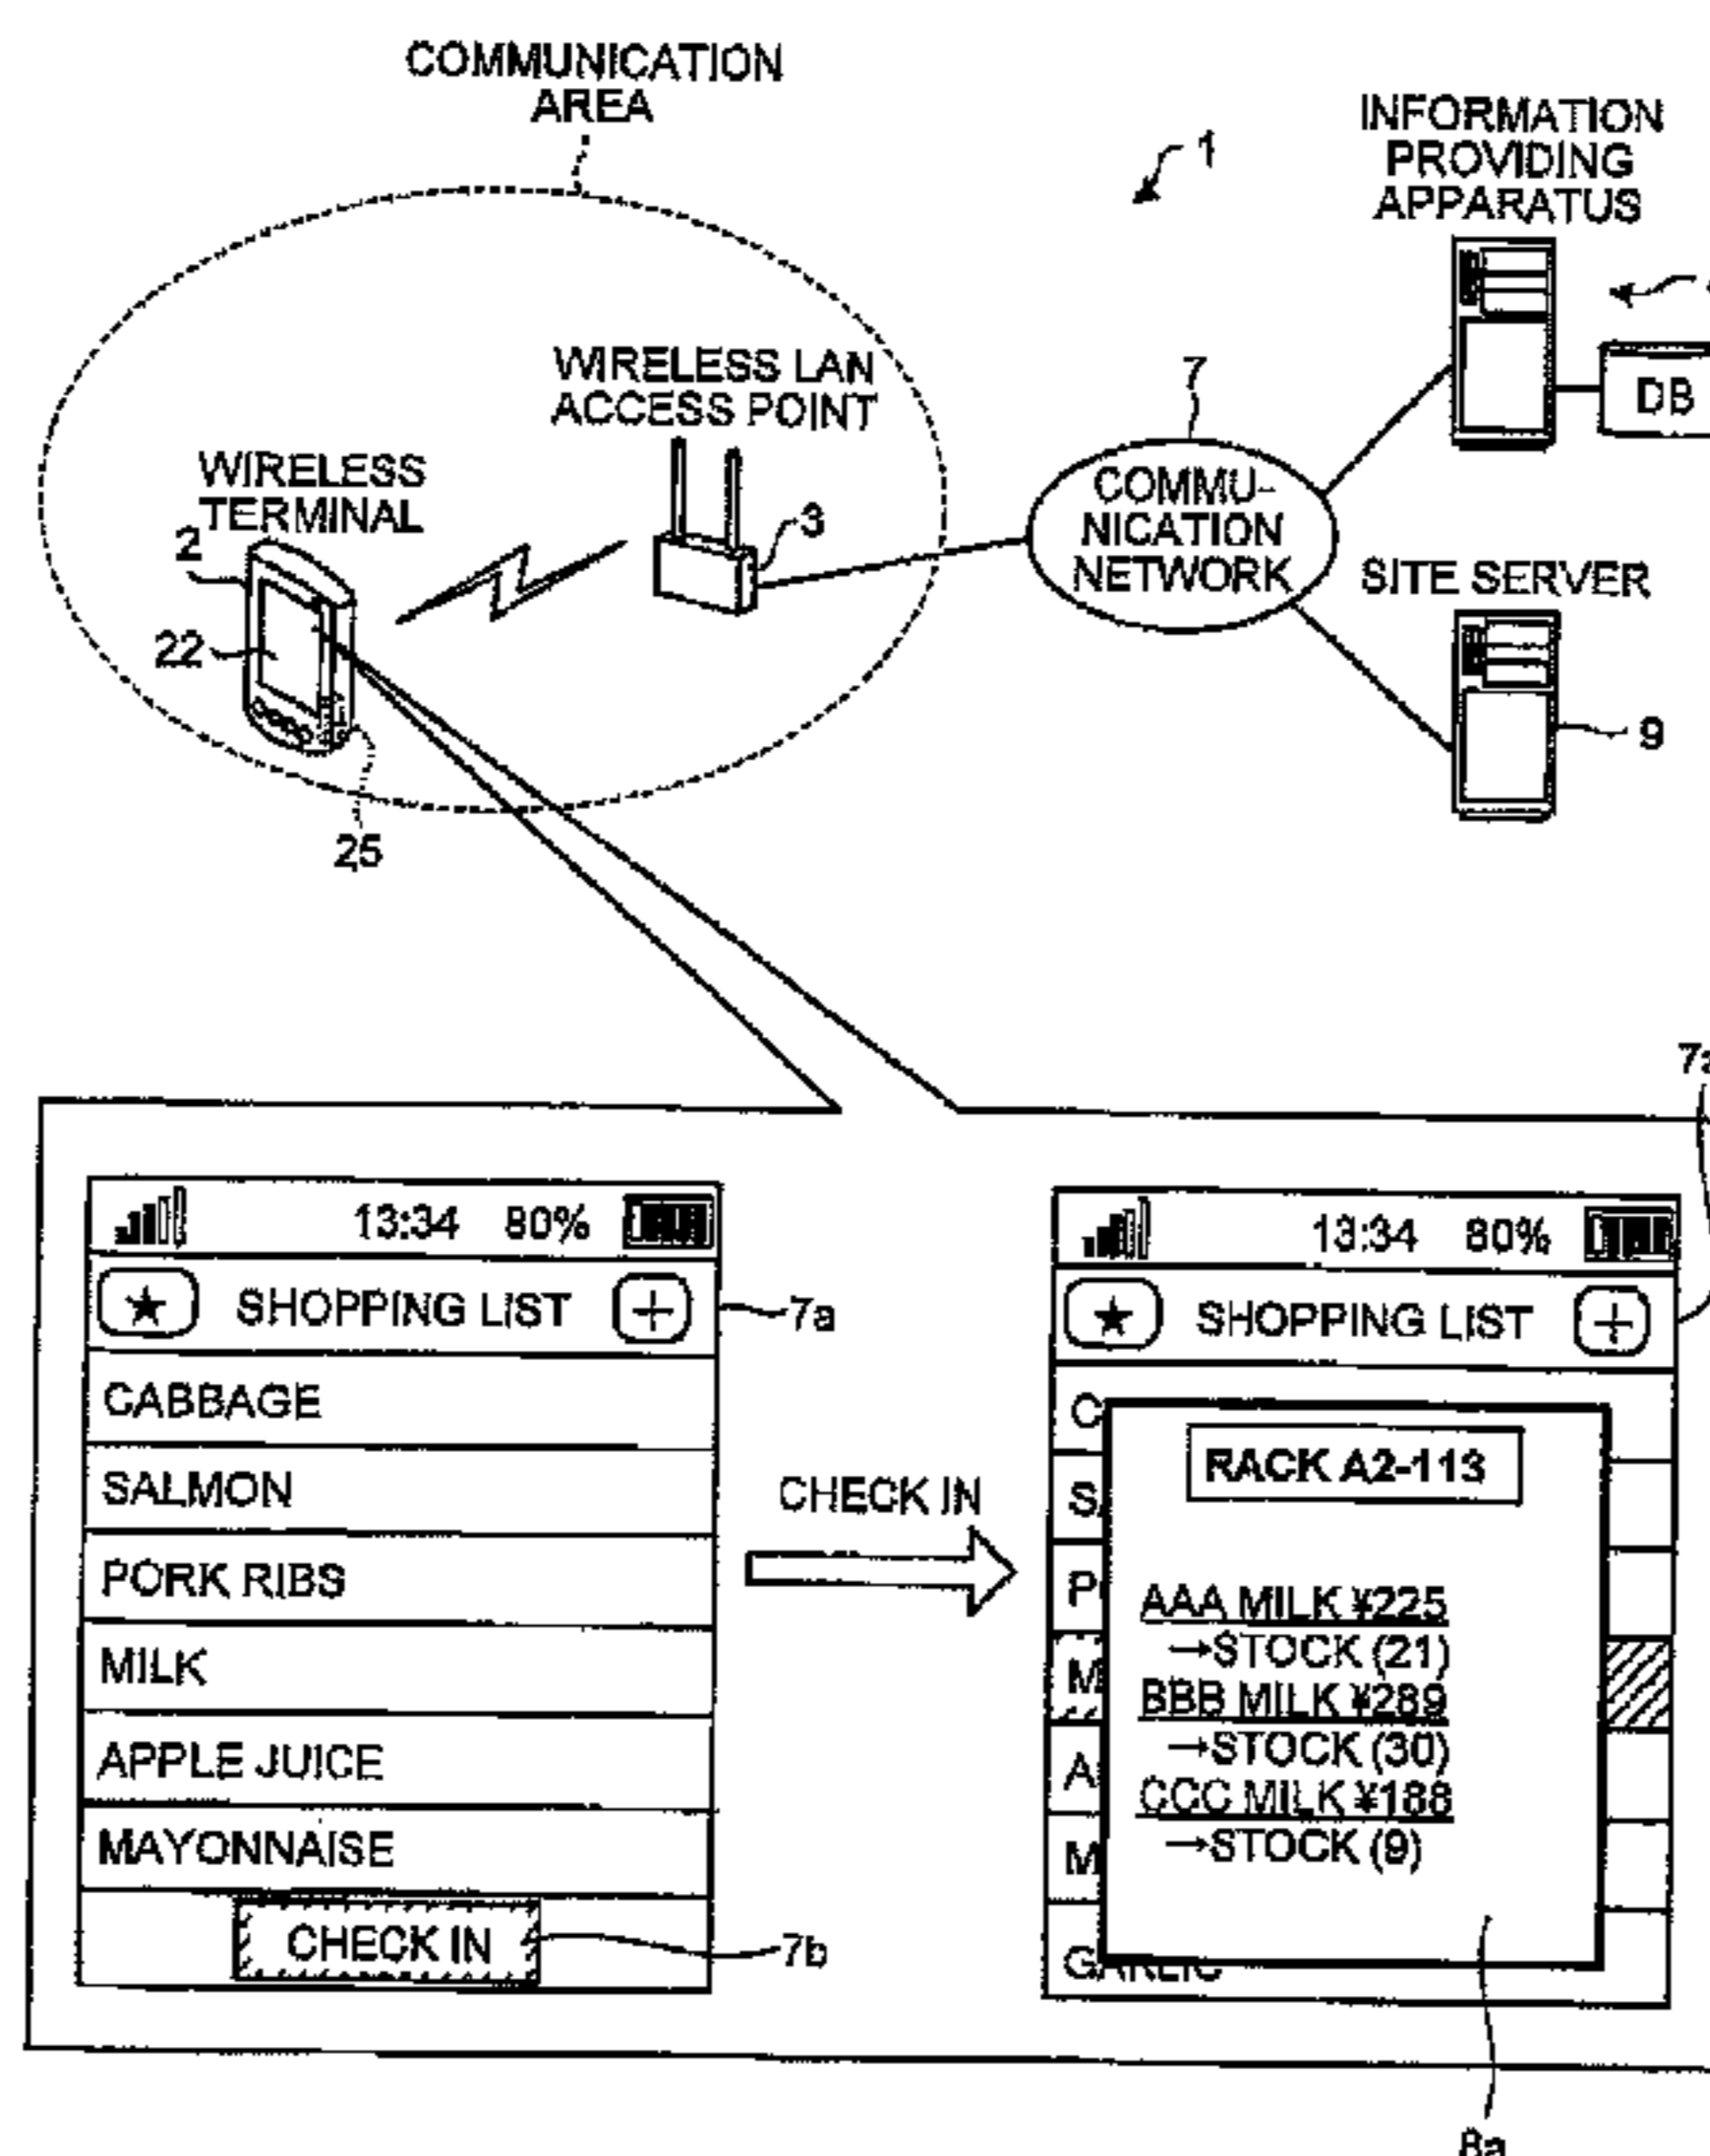 COMMUNICATION
AREA
1
INFORMATION
PROVIDING
APPARATUS
DB
WIRELESS LAN
ACCESS POINT
3
7
COMMU-
NICATION
NETWORK
WIRELESS
TERMINAL
2
22
25
SITE SERVER
9
13:34 80%
★ SHOPPING LIST +
7a
CABBAGE
SALMON
PORK RIBS
MILK
APPLE JUICE
MAYONNAISE
CHECK IN
7b
CHECK IN
7a
13:34 80%
★ SHOPPING LIST +
C
S
P
M
A
M
GARLIC
RACK A2-113
AAA MILK ¥225
→STOCK (21)
BBB MILK ¥289
→STOCK (30)
CCC MILK ¥188
→STOCK (9)
8a